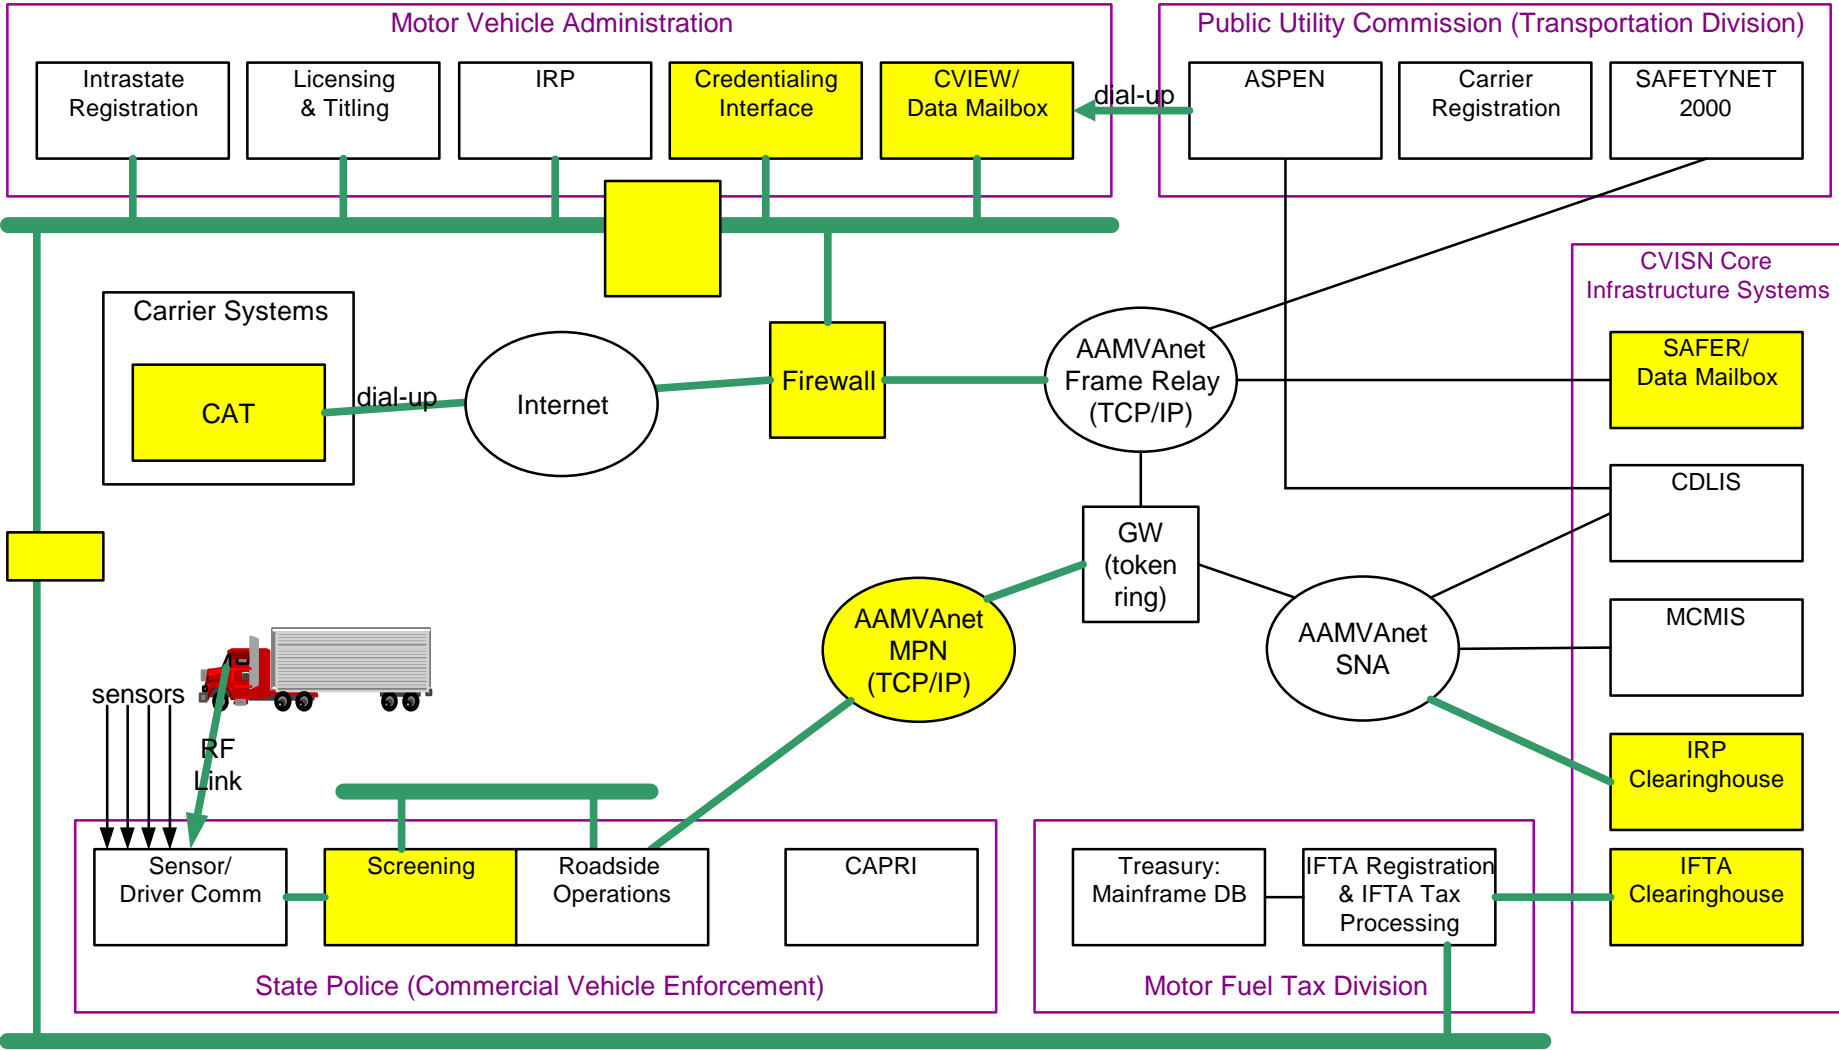 Motor Vehicle Administration
Intrastate
Registration
Licensing
& Titling
IRP
Credentialing
Interface
CVIEW/
Data Mailbox
dial-up
Public Utility Commission (Transportation Division)
ASPEN
Carrier
Registration
SAFETYNET
2000
Carrier Systems
CAT
dial-up
Internet
Firewall
AAMVAnet
Frame Relay
(TCP/IP)
CVISN Core
Infrastructure Systems
SAFER/
Data Mailbox
CDLIS
MCMIS
IRP
Clearinghouse
IFTA
Clearinghouse
GW
(token
ring)
AAMVAnet
MPN
(TCP/IP)
AAMVAnet
SNA
sensors
RF
Link
Sensor/
Driver Comm
Screening
Roadside
Operations
CAPRI
State Police (Commercial Vehicle Enforcement)
Treasury:
Mainframe DB
IFTA Registration
& IFTA Tax
Processing
Motor Fuel Tax Division